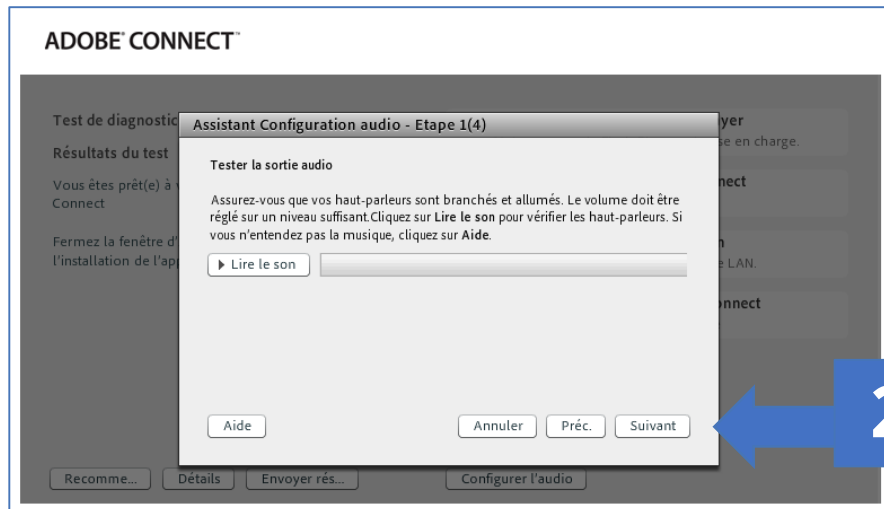 ADOBE® CONNECT™
Test de diagnostic
Résultats du test
Vous êtes prêt(e) à
Connect
Fermez la fenêtre d'
l'installation de l'app
Assistant Configuration audio - Etape 1(4)
Tester la sortie audio
Assurez-vous que vos haut-parleurs sont branchés et allumés. Le volume doit être
réglé sur un niveau suffisant.Cliquez sur Lire le son pour vérifier les haut-parleurs. Si
vous n'entendez pas la musique, cliquez sur Aide.
Lire le son
Aide
Annuler
Préc.
Suivant
yer
se en charge.
nect
n
e LAN.
onnect
2
Recomme...
Détails
Envoyer rés...
Configurer l'audio